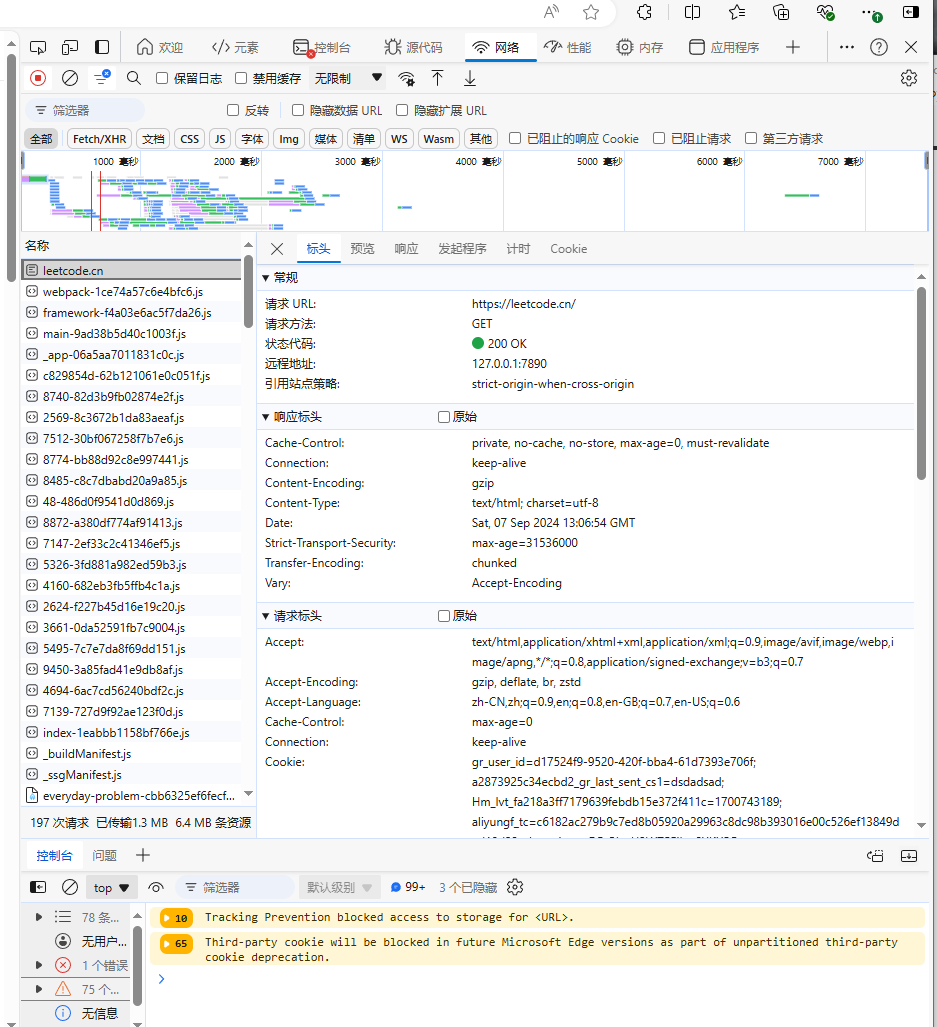 欢迎 元素 控制台 源代码 网络 性能 内存 应用程序
保留日志 禁用缓存 无限制
筛选器 反转 隐藏数据 URL 隐藏扩展 URL
全部 Fetch/XHR 文档 CSS JS 字体 Img 媒体 清单 WS Wasm 其他 已阻止的响应 Cookie 已阻止请求 第三方请求
1000 毫秒 2000 毫秒 3000 毫秒 4000 毫秒 5000 毫秒 6000 毫秒 7000 毫秒
名称
leetcode.cn
webpack-1ce74a57c6e4bfc6.js
framework-f4a03e6ac5f7da26.js
main-9ad38b5d40c1003f.js
_app-06a5aa7011831c0c.js
c829854d-62b121061e0c051f.js
8740-82d3b9fb02874e2f.js
2569-8c3672b1da83aeaf.js
7512-30bf067258f7b7e6.js
8774-bb88d92c8e997441.js
8485-c8c7dbabd20a9a85.js
48-486d0f9541d0d869.js
8872-a380df774af91413.js
7147-2ef33c2c41346ef5.js
5326-3fd881a982ed59b3.js
4160-682eb3fb5ffb4c1a.js
2624-f227b45d16e19c20.js
3661-0da52591fb7c9004.js
5495-7c7e7da8f69dd151.js
9450-3a85fad41e9db8af.js
4694-6ac7cd56240bdf2c.js
7139-727d9f92ae123f0d.js
index-1eabbb1158bf766e.js
_buildManifest.js
_ssgManifest.js
everyday-problem-cbb6325ef6fecf...
197 次请求 已传输1.3 MB 6.4 MB 条资源
标头 预览 响应 发起程序 计时 Cookie
常规
请求 URL: https://leetcode.cn/
请求方法: GET
状态代码: 200 OK
远程地址: 127.0.0.1:7890
引用站点策略: strict-origin-when-cross-origin
响应标头 原始
Cache-Control: private, no-cache, no-store, max-age=0, must-revalidate
Connection: keep-alive
Content-Encoding: gzip
Content-Type: text/html; charset=utf-8
Date: Sat, 07 Sep 2024 13:06:54 GMT
Strict-Transport-Security: max-age=31536000
Transfer-Encoding: chunked
Vary: Accept-Encoding
请求标头 原始
Accept: text/html,application/xhtml+xml,application/xml;q=0.9,image/avif,image/webp,i
mage/apng,*/*;q=0.8,application/signed-exchange;v=b3;q=0.7
Accept-Encoding: gzip, deflate, br, zstd
Accept-Language: zh-CN,zh;q=0.9,en;q=0.8,en-GB;q=0.7,en-US;q=0.6
Cache-Control: max-age=0
Connection: keep-alive
Cookie: gr_user_id=d17524f9-9520-420f-bba4-61d7393e706f;
a2873925c34ecbd2_gr_last_sent_cs1=dsdadsad;
Hm_lvt_fa218a3ff7179639febdb15e372f411c=1700743189;
aliyungf_tc=c6182ac279b9c7ed8b05920a29963c8dc98b393016e00c526ef13849d
控制台 问题
top 筛选器 默认级别 99+ 3 个已隐藏
78 条...
无用户...
1 个错误
75 个...
无信息
10 Tracking Prevention blocked access to storage for <URL>.
65 Third-party cookie will be blocked in future Microsoft Edge versions as part of unpartitioned third-party
cookie deprecation.